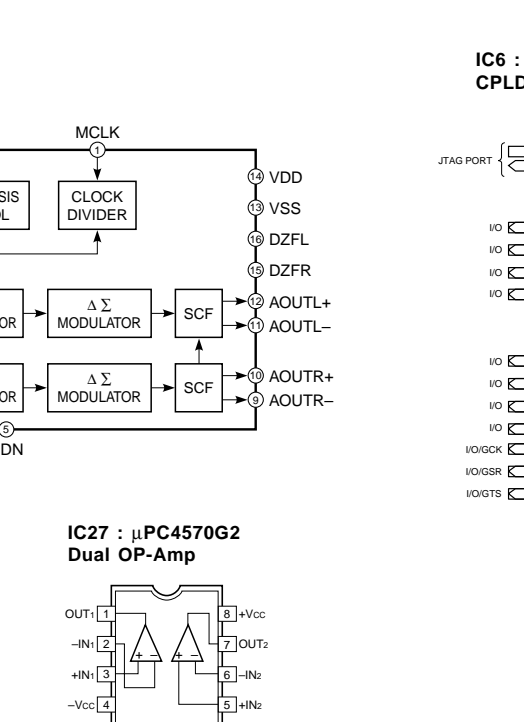 IC6 :
CPLD
MCLK
1
JTAG PORT
14 VDD
SIS
L
CLOCK
DIVIDER
13 VSS
16 DZFL
15 DZFR
I/O
I/O
I/O
I/O
OR
Δ Σ
MODULATOR
SCF
12 AOUTL+
11 AOUTL–
OR
Δ Σ
MODULATOR
SCF
10 AOUTR+
9 AOUTR–
5
DN
I/O
I/O
I/O
I/O
I/O/GCK
I/O/GSR
I/O/GTS
IC27 : µPC4570G2
Dual OP-Amp
OUT1 1
–IN1 2
+IN1 3
–VCC 4
+ –
+ –
8 +VCC
7 OUT2
6 –IN2
5 +IN2